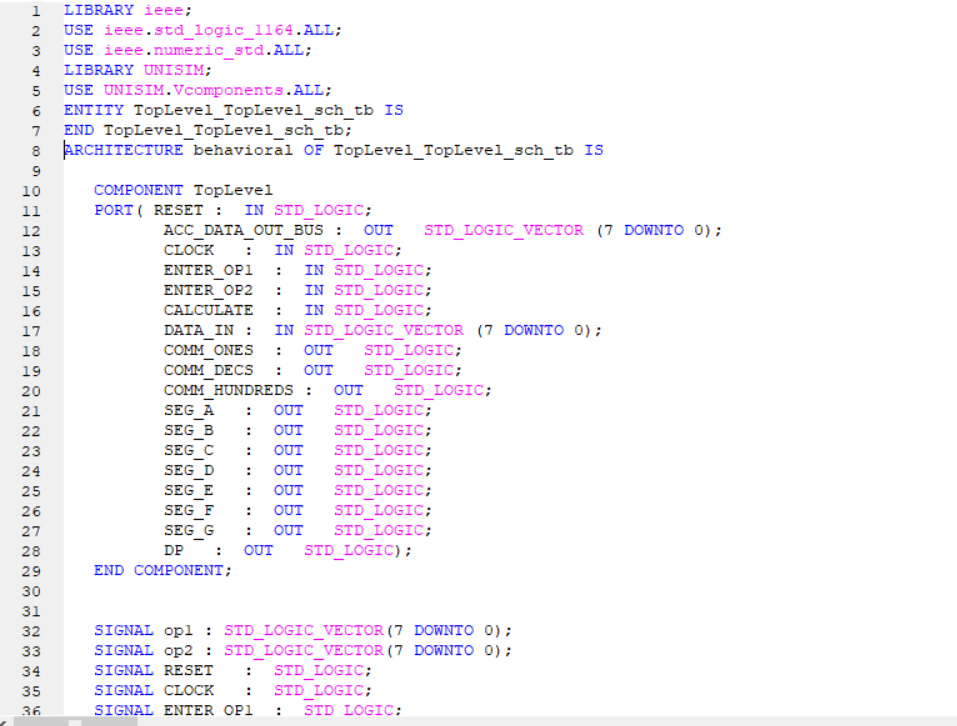 1 LIBRARY ieee;
2 USE ieee.std_logic_1164.ALL;
3 USE ieee.numeric_std.ALL;
4 LIBRARY UNISIM;
5 USE UNISIM.Vcomponents.ALL;
6 ENTITY TopLevel_TopLevel_sch_tb IS
7 END TopLevel_TopLevel_sch_tb;
8 ARCHITECTURE behavioral OF TopLevel_TopLevel_sch_tb IS
9
10 COMPONENT TopLevel
11 PORT( RESET : IN STD_LOGIC;
12 ACC_DATA_OUT_BUS : OUT STD_LOGIC_VECTOR (7 DOWNTO 0);
13 CLOCK : IN STD_LOGIC;
14 ENTER_OP1 : IN STD_LOGIC;
15 ENTER_OP2 : IN STD_LOGIC;
16 CALCULATE : IN STD_LOGIC;
17 DATA_IN : IN STD_LOGIC_VECTOR (7 DOWNTO 0);
18 COMM_ONES : OUT STD_LOGIC;
19 COMM_DECS : OUT STD_LOGIC;
20 COMM_HUNDREDS : OUT STD_LOGIC;
21 SEG_A : OUT STD_LOGIC;
22 SEG_B : OUT STD_LOGIC;
23 SEG_C : OUT STD_LOGIC;
24 SEG_D : OUT STD_LOGIC;
25 SEG_E : OUT STD_LOGIC;
26 SEG_F : OUT STD_LOGIC;
27 SEG_G : OUT STD_LOGIC;
28 DP : OUT STD_LOGIC);
29 END COMPONENT;
30
31
32 SIGNAL op1 : STD_LOGIC_VECTOR(7 DOWNTO 0);
33 SIGNAL op2 : STD_LOGIC_VECTOR(7 DOWNTO 0);
34 SIGNAL RESET : STD_LOGIC;
35 SIGNAL CLOCK : STD_LOGIC;
36 SIGNAL ENTER_OP1 : STD_LOGIC;